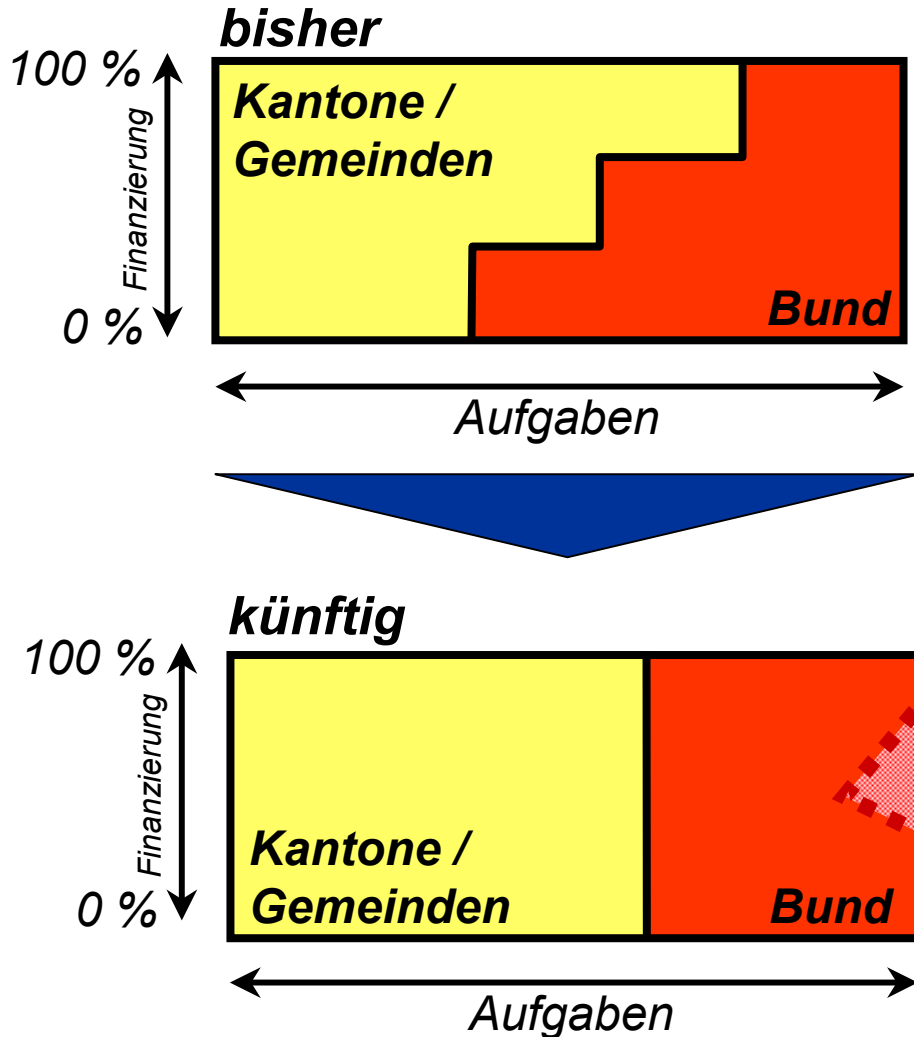 bisher
100 %
Finanzierung
0 %
Kantone /
Gemeinden
Bund
Aufgaben
künftig
100 %
Finanzierung
0 %
Kantone /
Gemeinden
Bund
Aufgaben